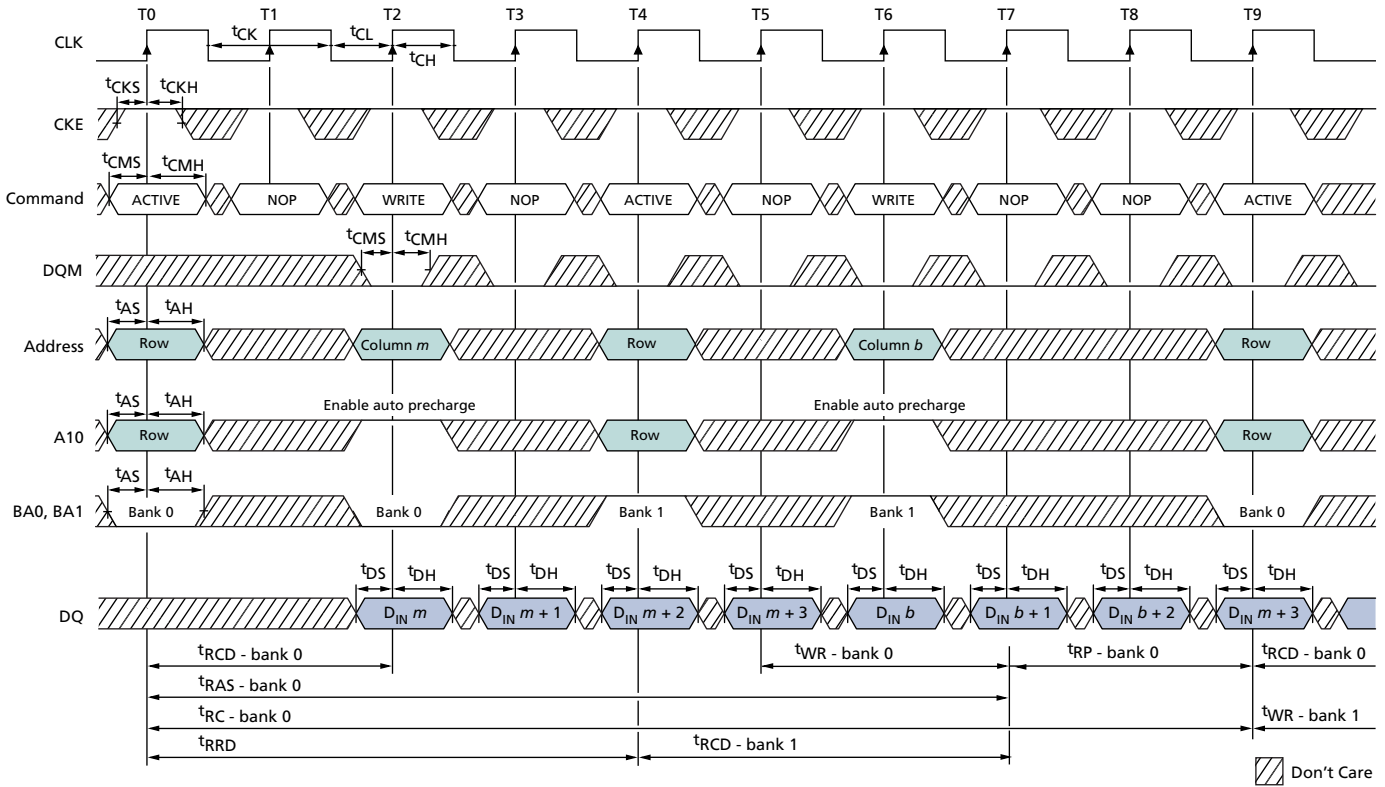 T0 T1 T2 T3 T4 T5 T6 T7 T8 T9
CLK
tCK tCL
tCH
tCKS tCKH
CKE
tCMS tCMH
Command ACTIVE NOP WRITE NOP ACTIVE NOP WRITE NOP NOP ACTIVE
tCMS tCMH
DQM
tAS tAH
Address Row Column m Row Column b Row
tAS tAH Enable auto precharge Enable auto precharge
A10 Row Row Row
tAS tAH
BA0, BA1 Bank 0 Bank 0 Bank 1 Bank 1 Bank 0
tDS tDH tDS tDH tDS tDH tDS tDH tDS tDH tDS tDH tDS tDH tDS tDH
DQ DIN m DIN m + 1 DIN m + 2 DIN m + 3 DIN b DIN b + 1 DIN b + 2 DIN m + 3
tRCD - bank 0 tWR - bank 0 tRP - bank 0 tRCD - bank 0
tRAS - bank 0
tRC - bank 0 tWR - bank 1
tRRD tRCD - bank 1
Don't Care